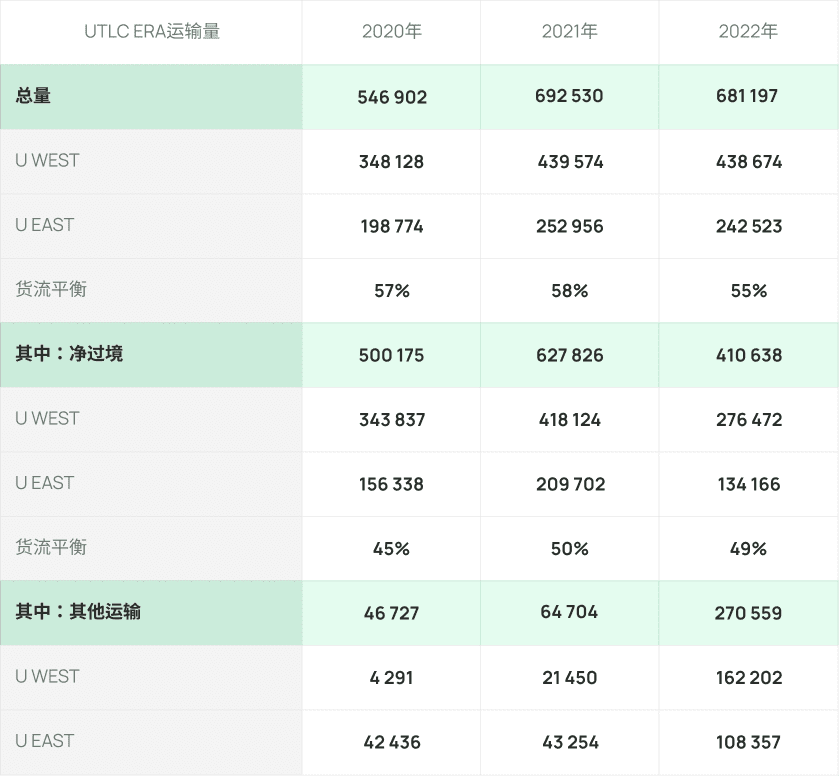 UTLC ERA运输量 2020年 2021年 2022年
总量 546 902 692 530 681 197
U WEST 348 128 439 574 438 674
U EAST 198 774 252 956 242 523
货流平衡 57% 58% 55%
其中：净过境 500 175 627 826 410 638
U WEST 343 837 418 124 276 472
U EAST 156 338 209 702 134 166
货流平衡 45% 50% 49%
其中：其他运输 46 727 64 704 270 559
U WEST 4 291 21 450 162 202
U EAST 42 436 43 254 108 357